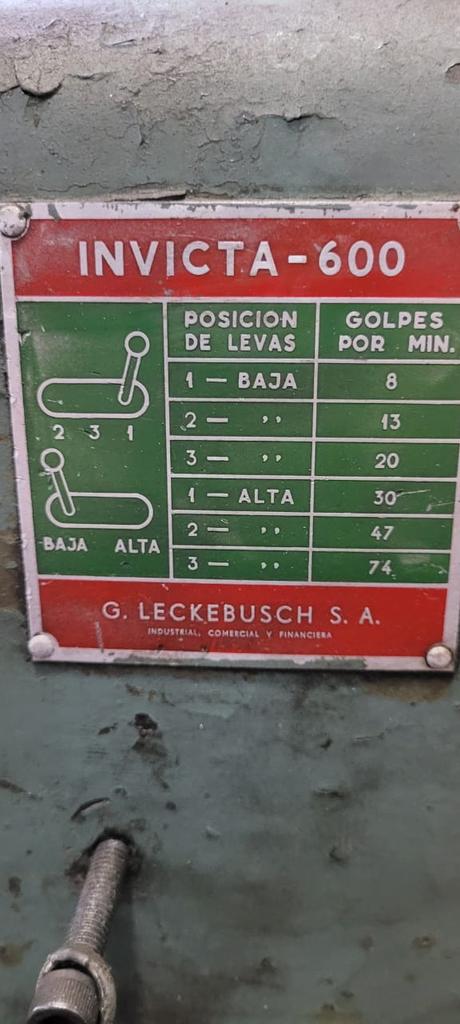 INVICTA-600
POSICION DE LEVAS GOLPES POR MIN.
1 — BAJA 8
2 — ,, 13
3 — ,, 20
1 — ALTA 30
2 — ,, 47
3 — ,, 74
2 3 1
BAJA ALTA
G. LECKEBUSCH S. A.
INDUSTRIAL, COMERCIAL Y FINANCIERA